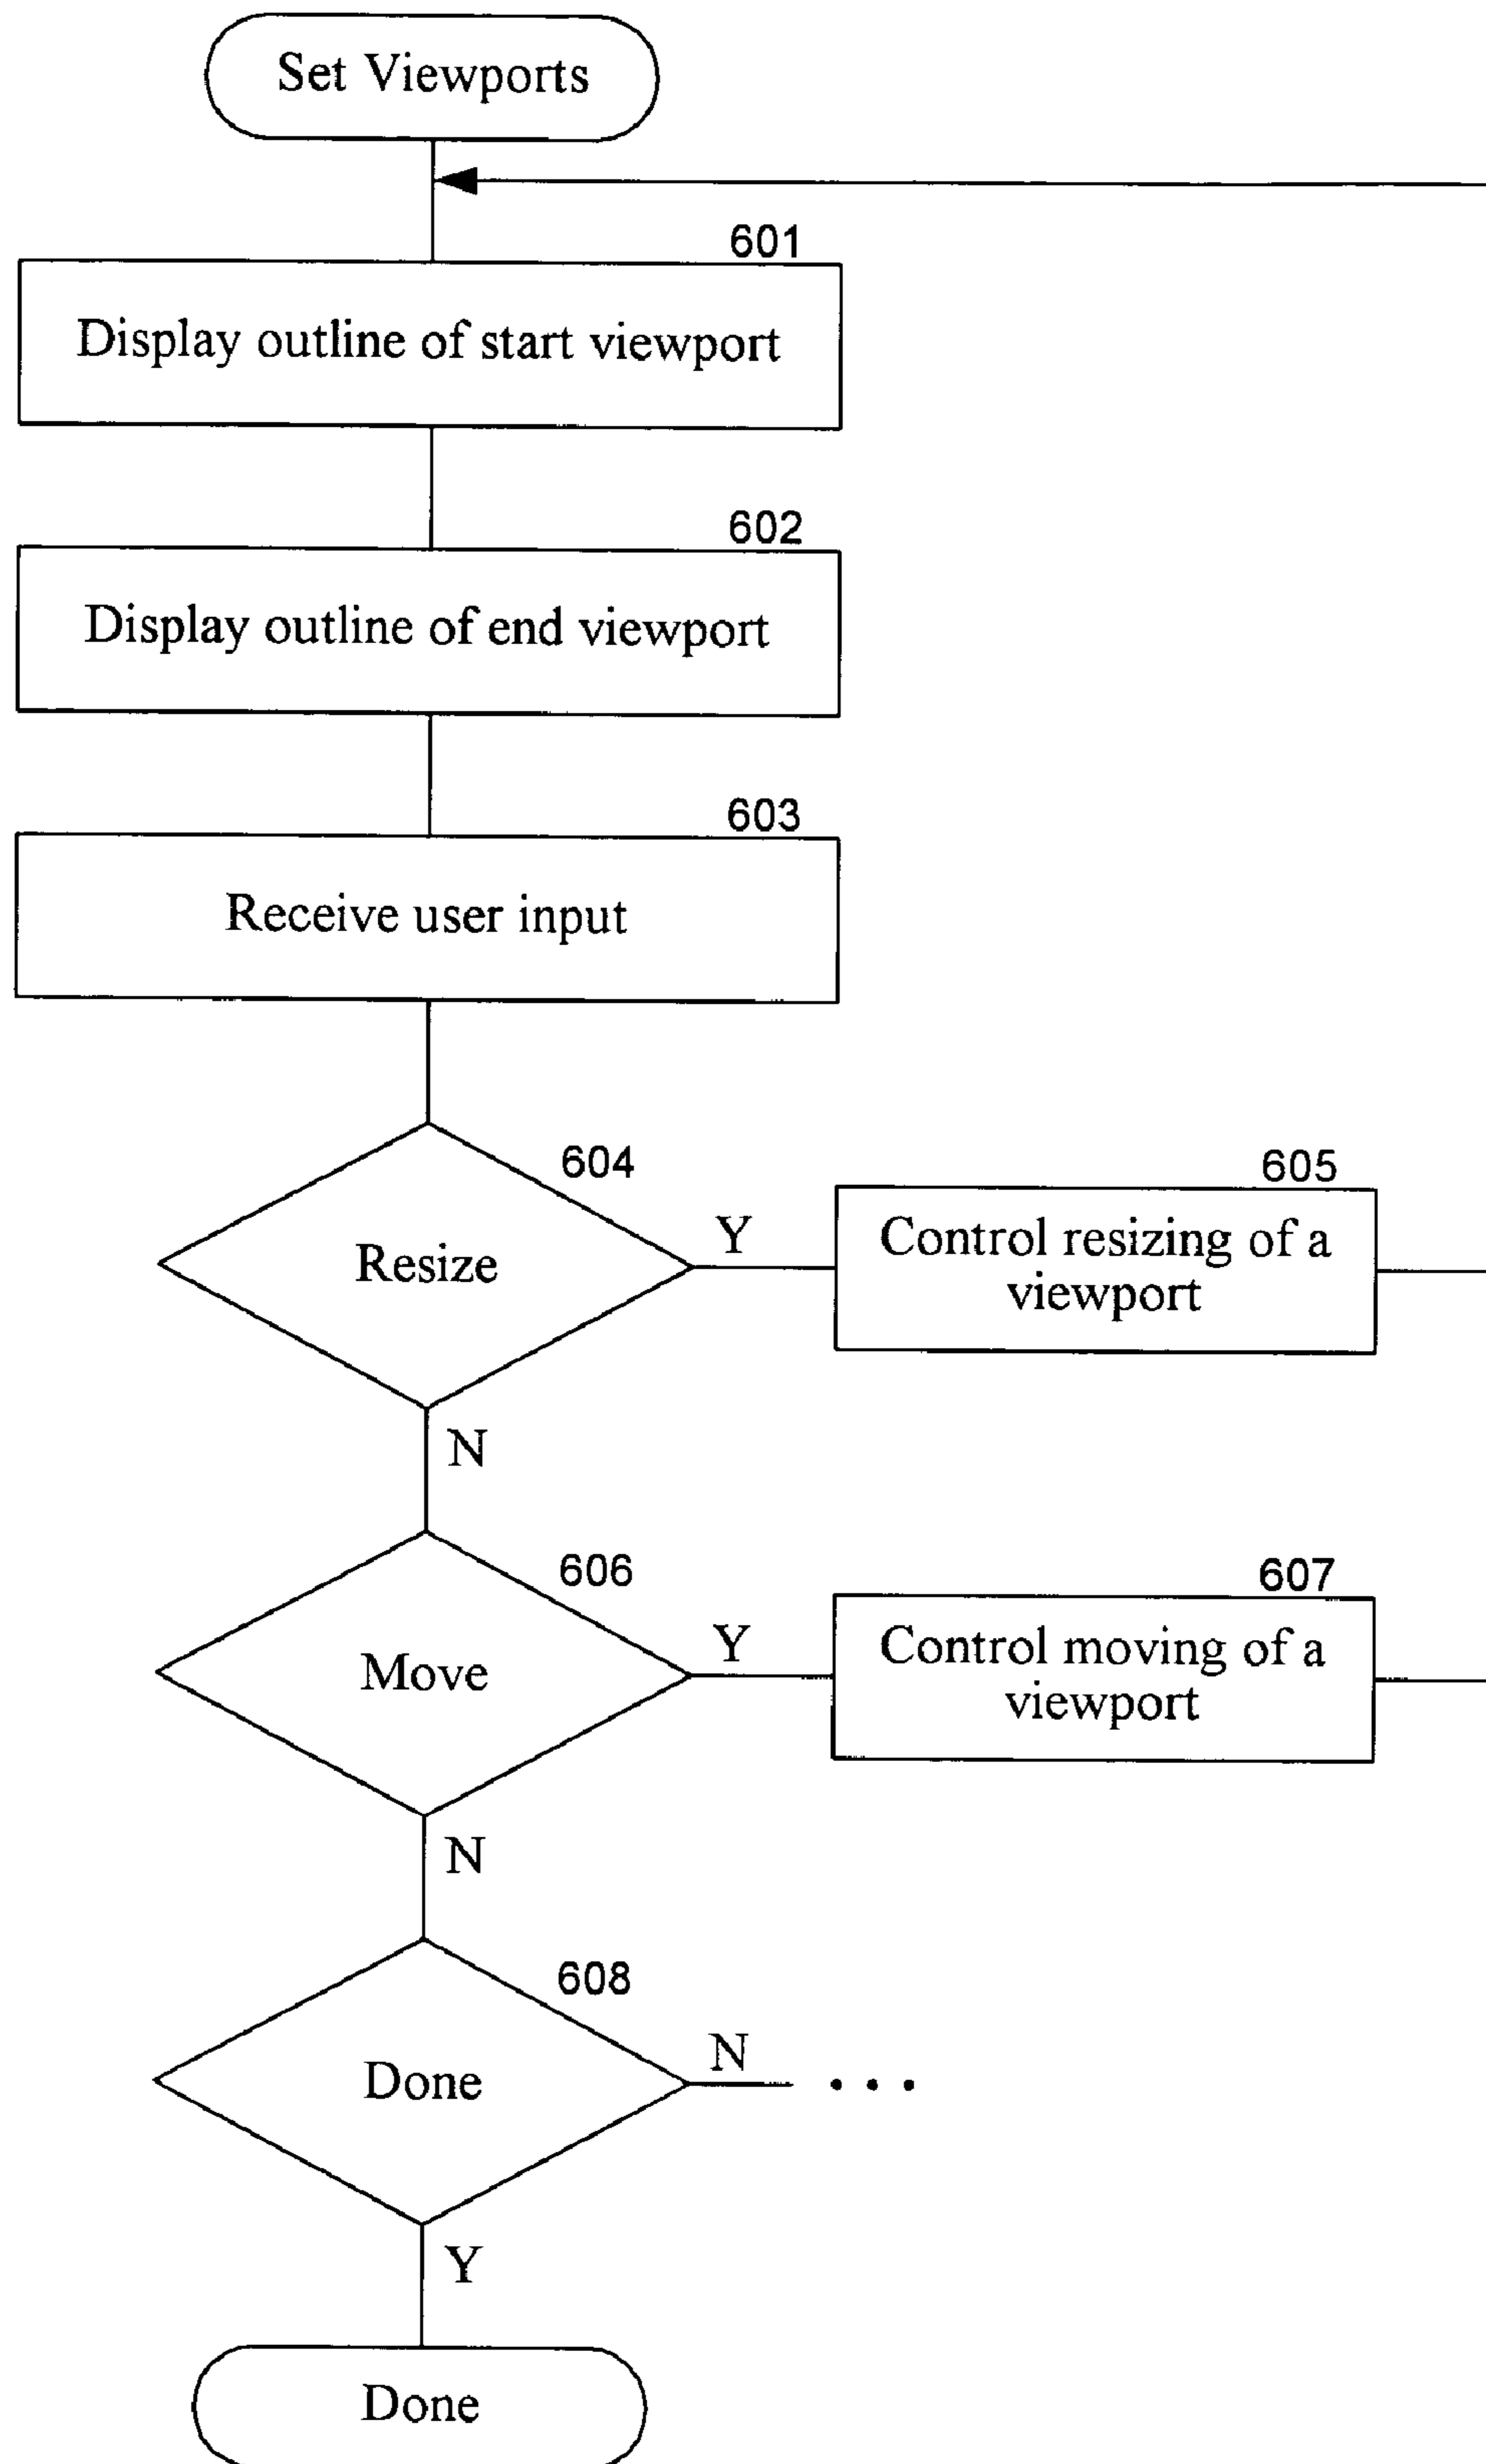 Set Viewports
601
Display outline of start viewport
602
Display outline of end viewport
603
Receive user input
604
Resize
Y
605
Control resizing of a
viewport
N
606
Move
Y
607
Control moving of a
viewport
N
608
Done
N
• • •
Y
Done